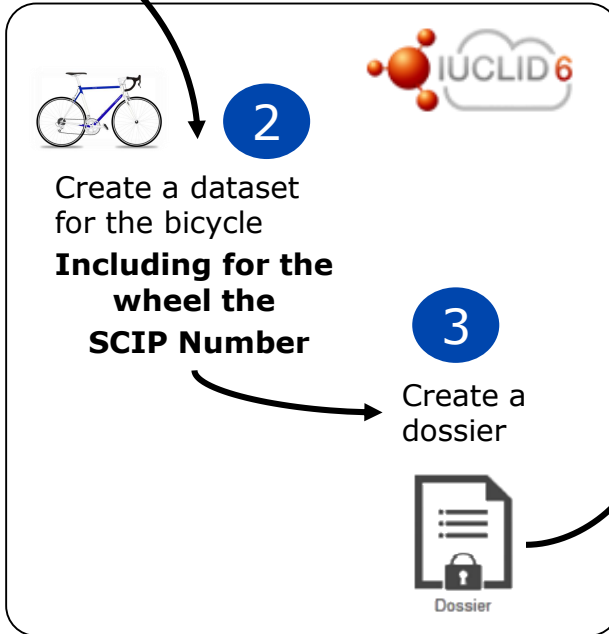 IUCLID 6
2
Create a dataset
for the bicycle
Including for the
wheel the
SCIP Number
3
Create a
dossier
Dossier